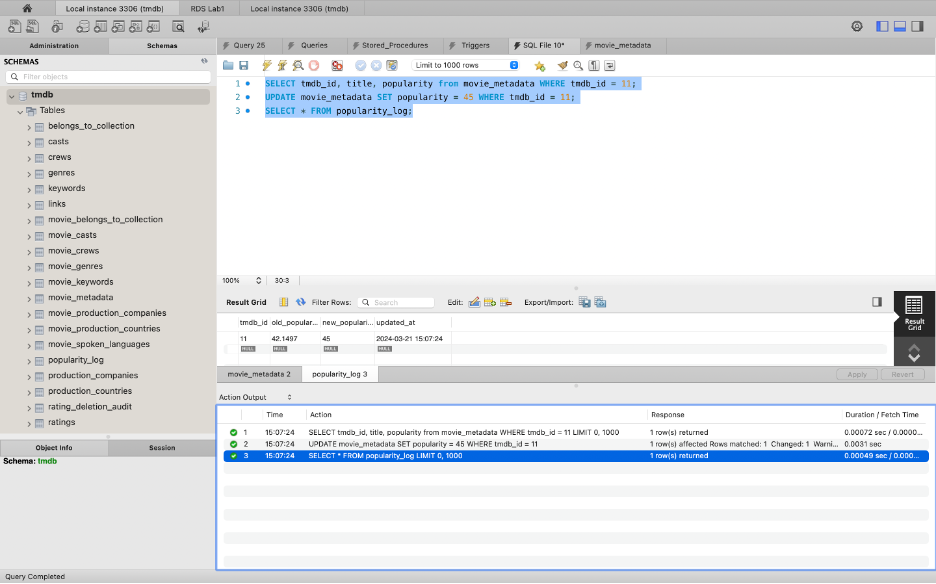 Local instance 3306 (tmdb)
RDS Lab1
Local instance 3306 (tmdb)
Administration
Schemas
SCHEMAS
Filter objects
tmdb
Tables
belongs_to_collection
casts
crews
genres
keywords
links
movie_belongs_to_collection
movie_casts
movie_crews
movie_genres
movie_keywords
movie_metadata
movie_production_companies
movie_production_countries
movie_spoken_languages
popularity_log
production_companies
production_countries
rating_deletion_audit
ratings
Object Info
Session
Schema: tmdb
Query 25
Queries
Stored_Procedures
Triggers
SQL File 10*
movie_metadata
Limit to 1000 rows
1 SELECT tmdb_id, title, popularity from movie_metadata WHERE tmdb_id = 11;
2 UPDATE movie_metadata SET popularity = 45 WHERE tmdb_id = 11;
3 SELECT * FROM popularity_log;
100%
30:3
Result Grid
Filter Rows:
Search
Edit:
Export/Import:
tmdb_id old_popular... new_populari... updated_at
11 42.1497 45 2024-03-21 15:07:24
NULL NULL NULL NULL
Result Grid
movie_metadata 2
popularity_log 3
Apply
Revert
Action Output
Time Action Response Duration / Fetch Time
1 15:07:24 SELECT tmdb_id, title, popularity from movie_metadata WHERE tmdb_id = 11 LIMIT 0, 1000 1 row(s) returned 0.00072 sec / 0.0000...
2 15:07:24 UPDATE movie_metadata SET popularity = 45 WHERE tmdb_id = 11 1 row(s) affected Rows matched: 1 Changed: 1 Warni... 0.0031 sec
3 15:07:24 SELECT * FROM popularity_log LIMIT 0, 1000 1 row(s) returned 0.00049 sec / 0.000...
Query Completed